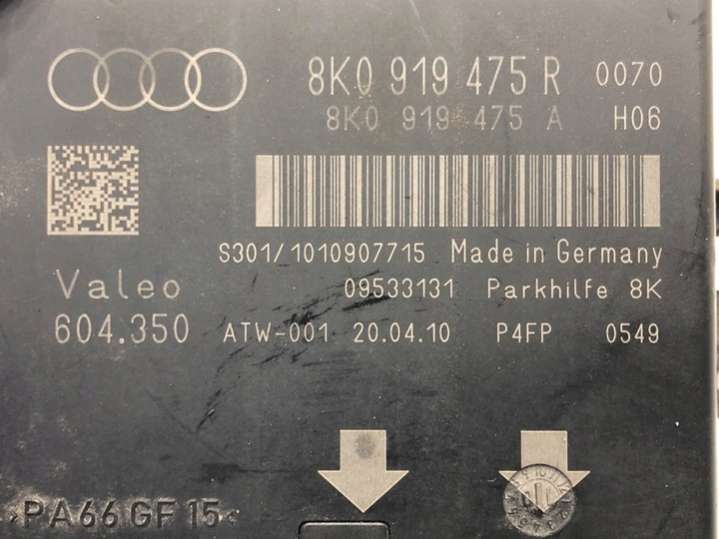 8K0 919 475 R 0070
8K0 919 475 A H06
S301/1010907715 Made in Germany
Valeo 09533131 Parkhilfe 8K
604.350 ATW-001 20.04.10 P4FP 0549
>PA66 GF15<